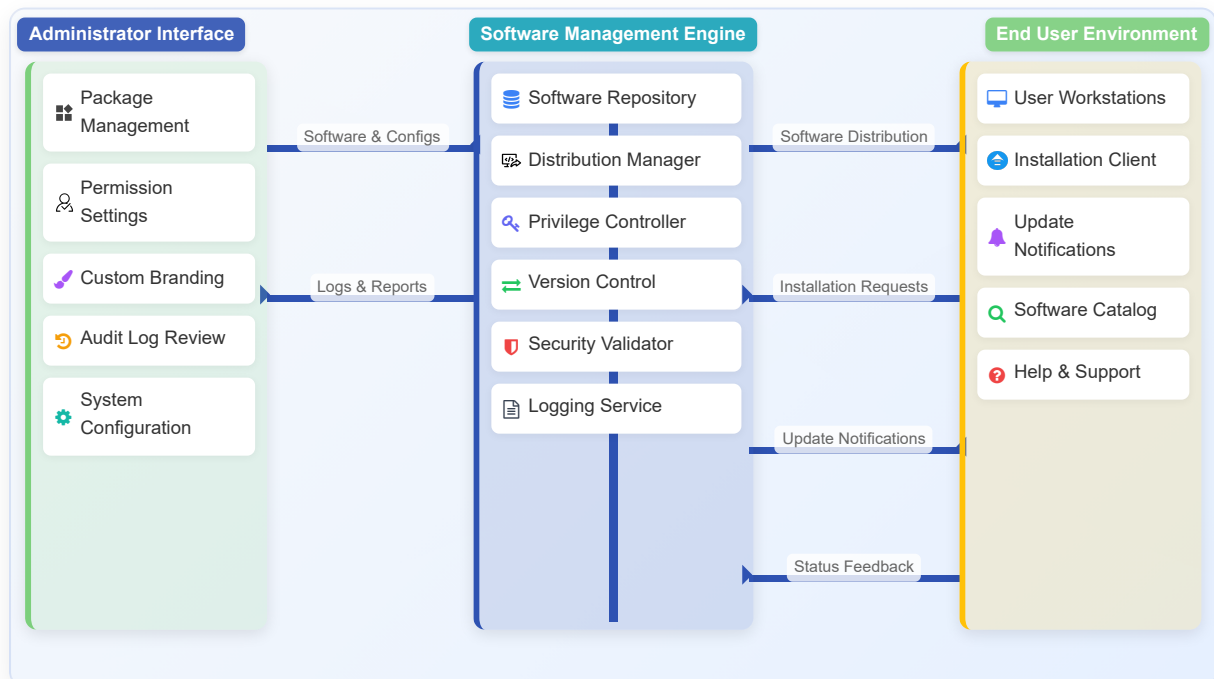 Administrator Interface
Software Management Engine
End User Environment
Package
Management
Permission
Settings
Custom Branding
Audit Log Review
System
Configuration
Software & Configs
Logs & Reports
Software Repository
Distribution Manager
Privilege Controller
Version Control
Security Validator
Logging Service
Software Distribution
Installation Requests
Update Notifications
Status Feedback
User Workstations
Installation Client
Update
Notifications
Software Catalog
Help & Support